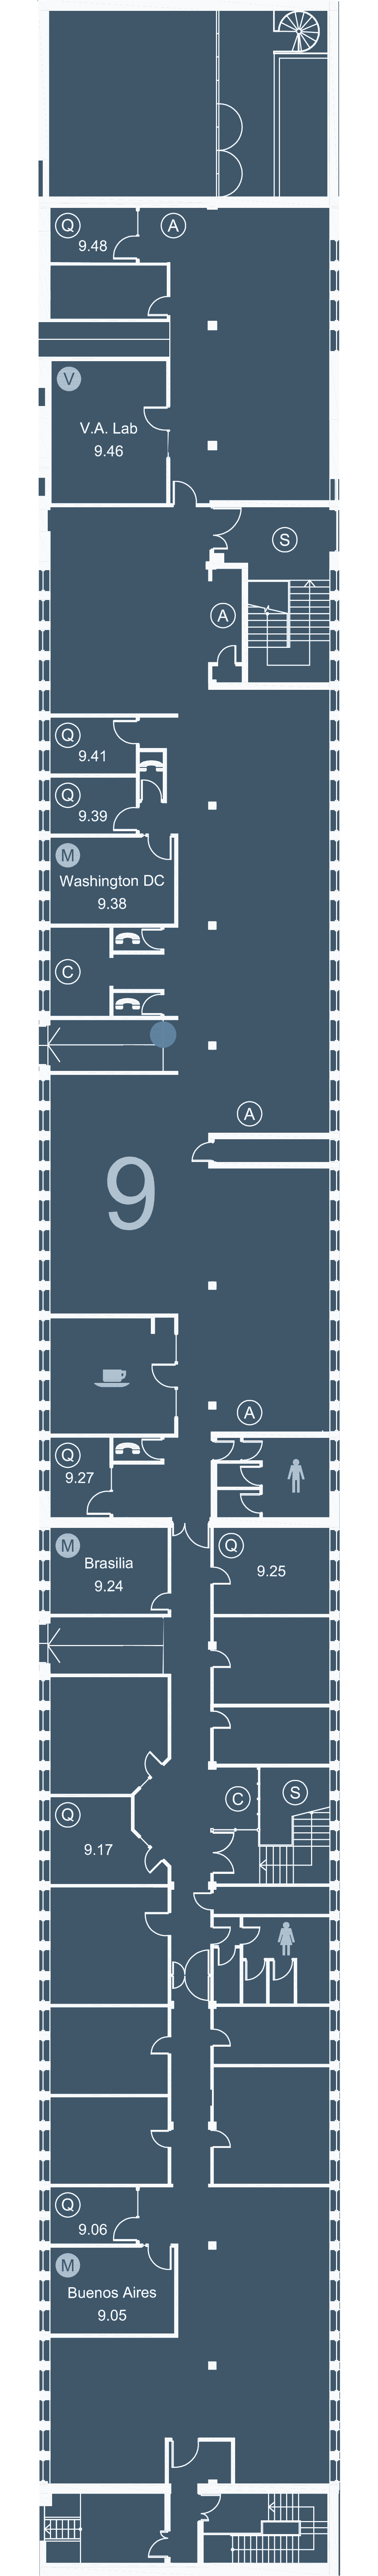 Q
A
9.48
V
V.A. Lab
9.46
S
A
Q
9.41
Q
9.39
M
Washington DC
9.38
C
A
9
A
Q
9.27
M
Brasilia
9.24
Q
9.25
Q
9.17
C
S
Q
9.06
M
Buenos Aires
9.05